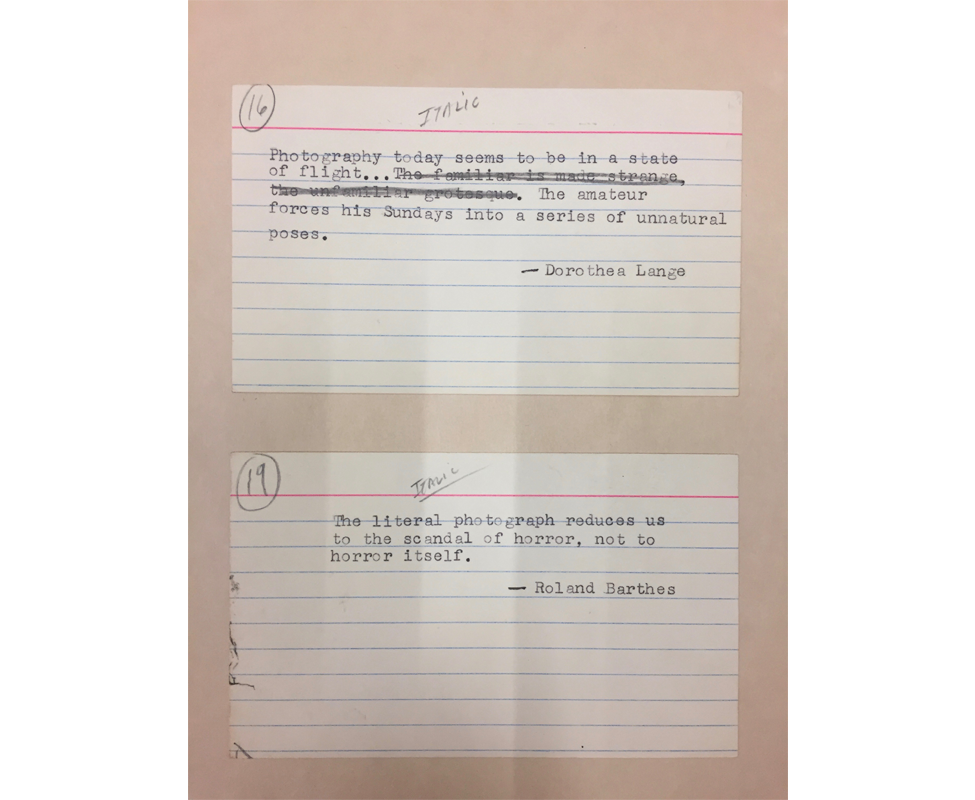 16
ITALIC
Photography today seems to be in a state
of flight...The familiar is made strange,
the unfamiliar grotesque. The amateur
forces his Sundays into a series of unnatural
poses.
— Dorothea Lange
19
ITALIC
The literal photograph reduces us
to the scandal of horror, not to
horror itself.
— Roland Barthes